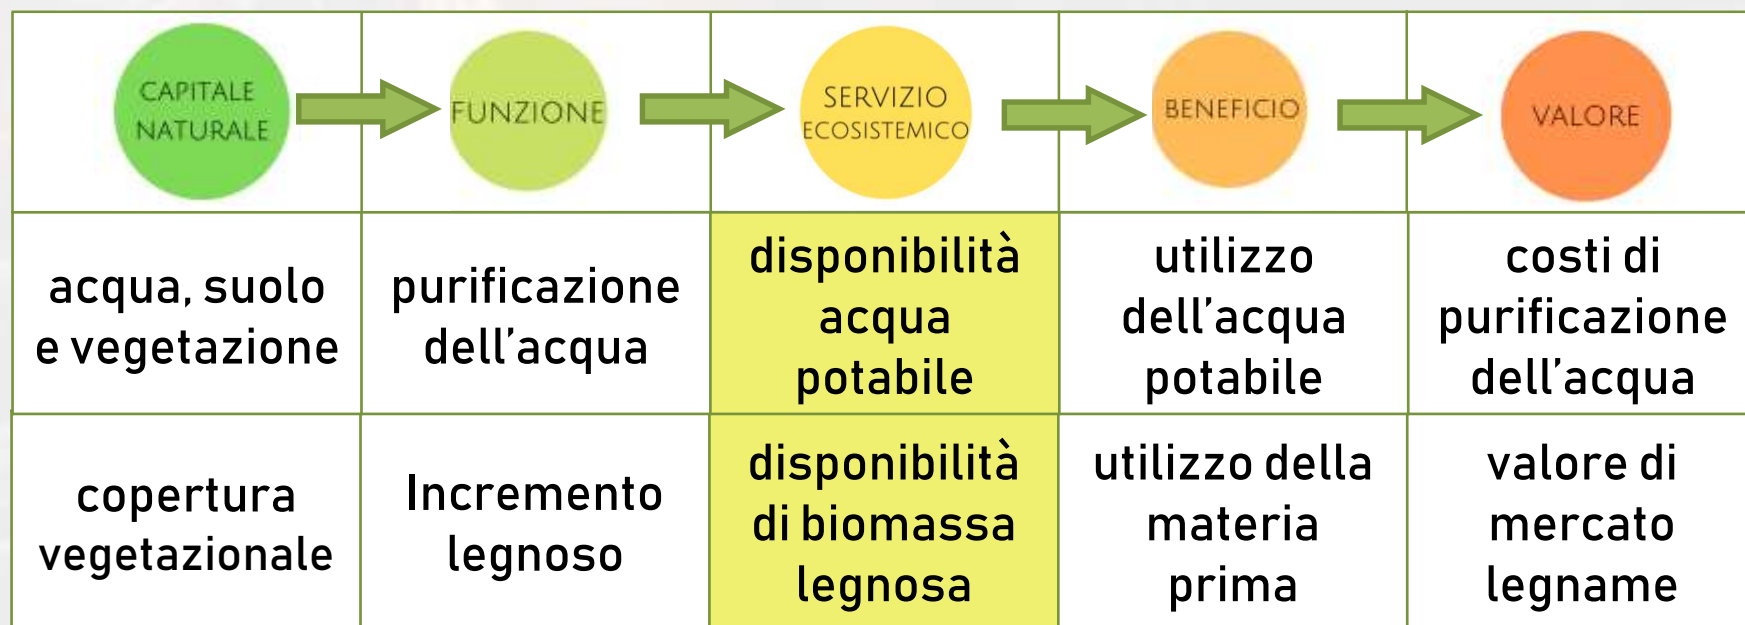 CAPITALE
NATURALE
FUNZIONE
SERVIZIO
ECOSISTEMICO
BENEFICIO
VALORE
acqua, suolo
e vegetazione
purificazione
dell’acqua
disponibilità
acqua
potabile
utilizzo
dell’acqua
potabile
costi di
purificazione
dell’acqua
copertura
vegetazionale
Incremento
legnoso
disponibilità
di biomassa
legnosa
utilizzo della
materia
prima
valore di
mercato
legname